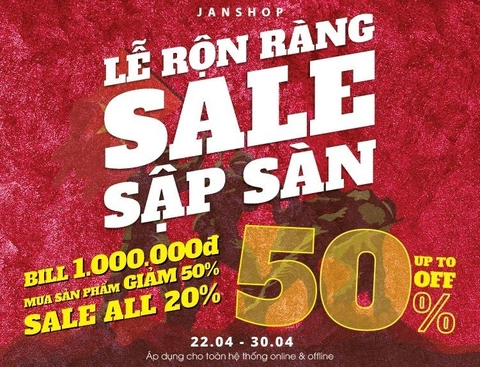 JANSHOP
LỄ RỘN RÀNG
SALE
SẬP SÀN
BILL 1.000.000đ
MUA SẢN PHẨM GIẢM 50%
SALE ALL 20%
50%
UP TO
OFF
22.04 - 30.04
Áp dụng cho toàn hệ thống online & offline